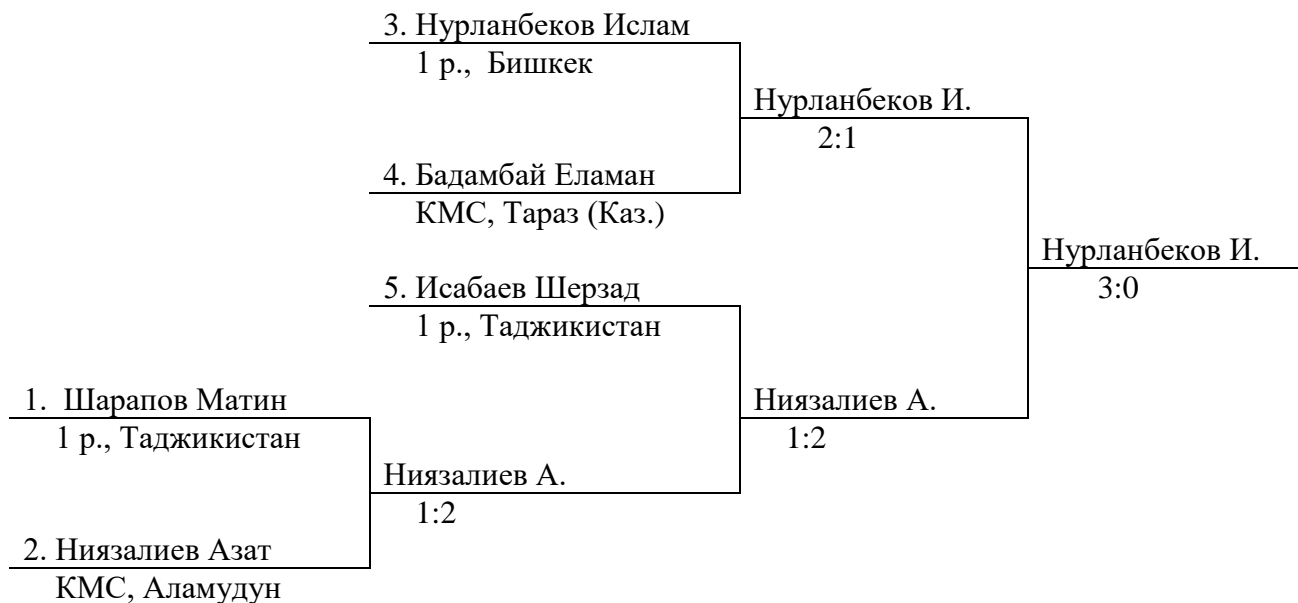 3. Нурланбеков Ислам
1 р., Бишкек
Нурланбеков И.
2:1
4. Бадамбай Еламан
КМС, Тараз (Каз.)
Нурланбеков И.
3:0
5. Исабаев Шерзад
1 р., Таджикистан
1. Шарапов Матин
1 р., Таджикистан
Ниязалиев А.
1:2
Ниязалиев А.
1:2
2. Ниязалиев Азат
КМС, Аламудун